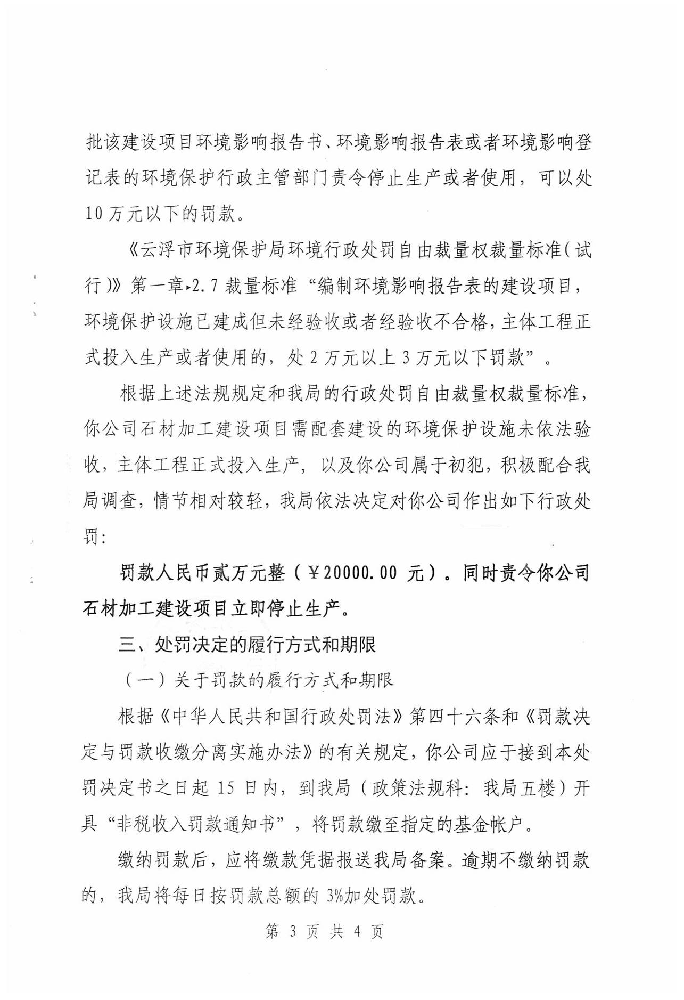 批该建设项目环境影响报告书、环境影响报告表或者环境影响登
记表的环境保护行政主管部门责令停止生产或者使用，可以处
10万元以下的罚款。
《云浮市环境保护局环境行政处罚自由裁量权裁量标准(试
行)》第一章▸2.7裁量标准“编制环境影响报告表的建设项目，
环境保护设施已建成但未经验收或者经验收不合格，主体工程正
式投入生产或者使用的，处2万元以上3万元以下罚款”。
根据上述法规规定和我局的行政处罚自由裁量权裁量标准，
你公司石材加工建设项目需配套建设的环境保护设施未依法验
收，主体工程正式投入生产，以及你公司属于初犯，积极配合我
局调查，情节相对较轻，我局依法决定对你公司作出如下行政处
罚：
罚款人民币贰万元整（￥20000.00 元）。同时责令你公司
石材加工建设项目立即停止生产。
三、处罚决定的履行方式和期限
（一）关于罚款的履行方式和期限
根据《中华人民共和国行政处罚法》第四十六条和《罚款决
定与罚款收缴分离实施办法》的有关规定，你公司应于接到本处
罚决定书之日起 15 日内，到我局（政策法规科：我局五楼）开
具“非税收入罚款通知书”，将罚款缴至指定的基金帐户。
缴纳罚款后，应将缴款凭据报送我局备案。逾期不缴纳罚款
的，我局将每日按罚款总额的 3%加处罚款。
第 3 页 共 4 页